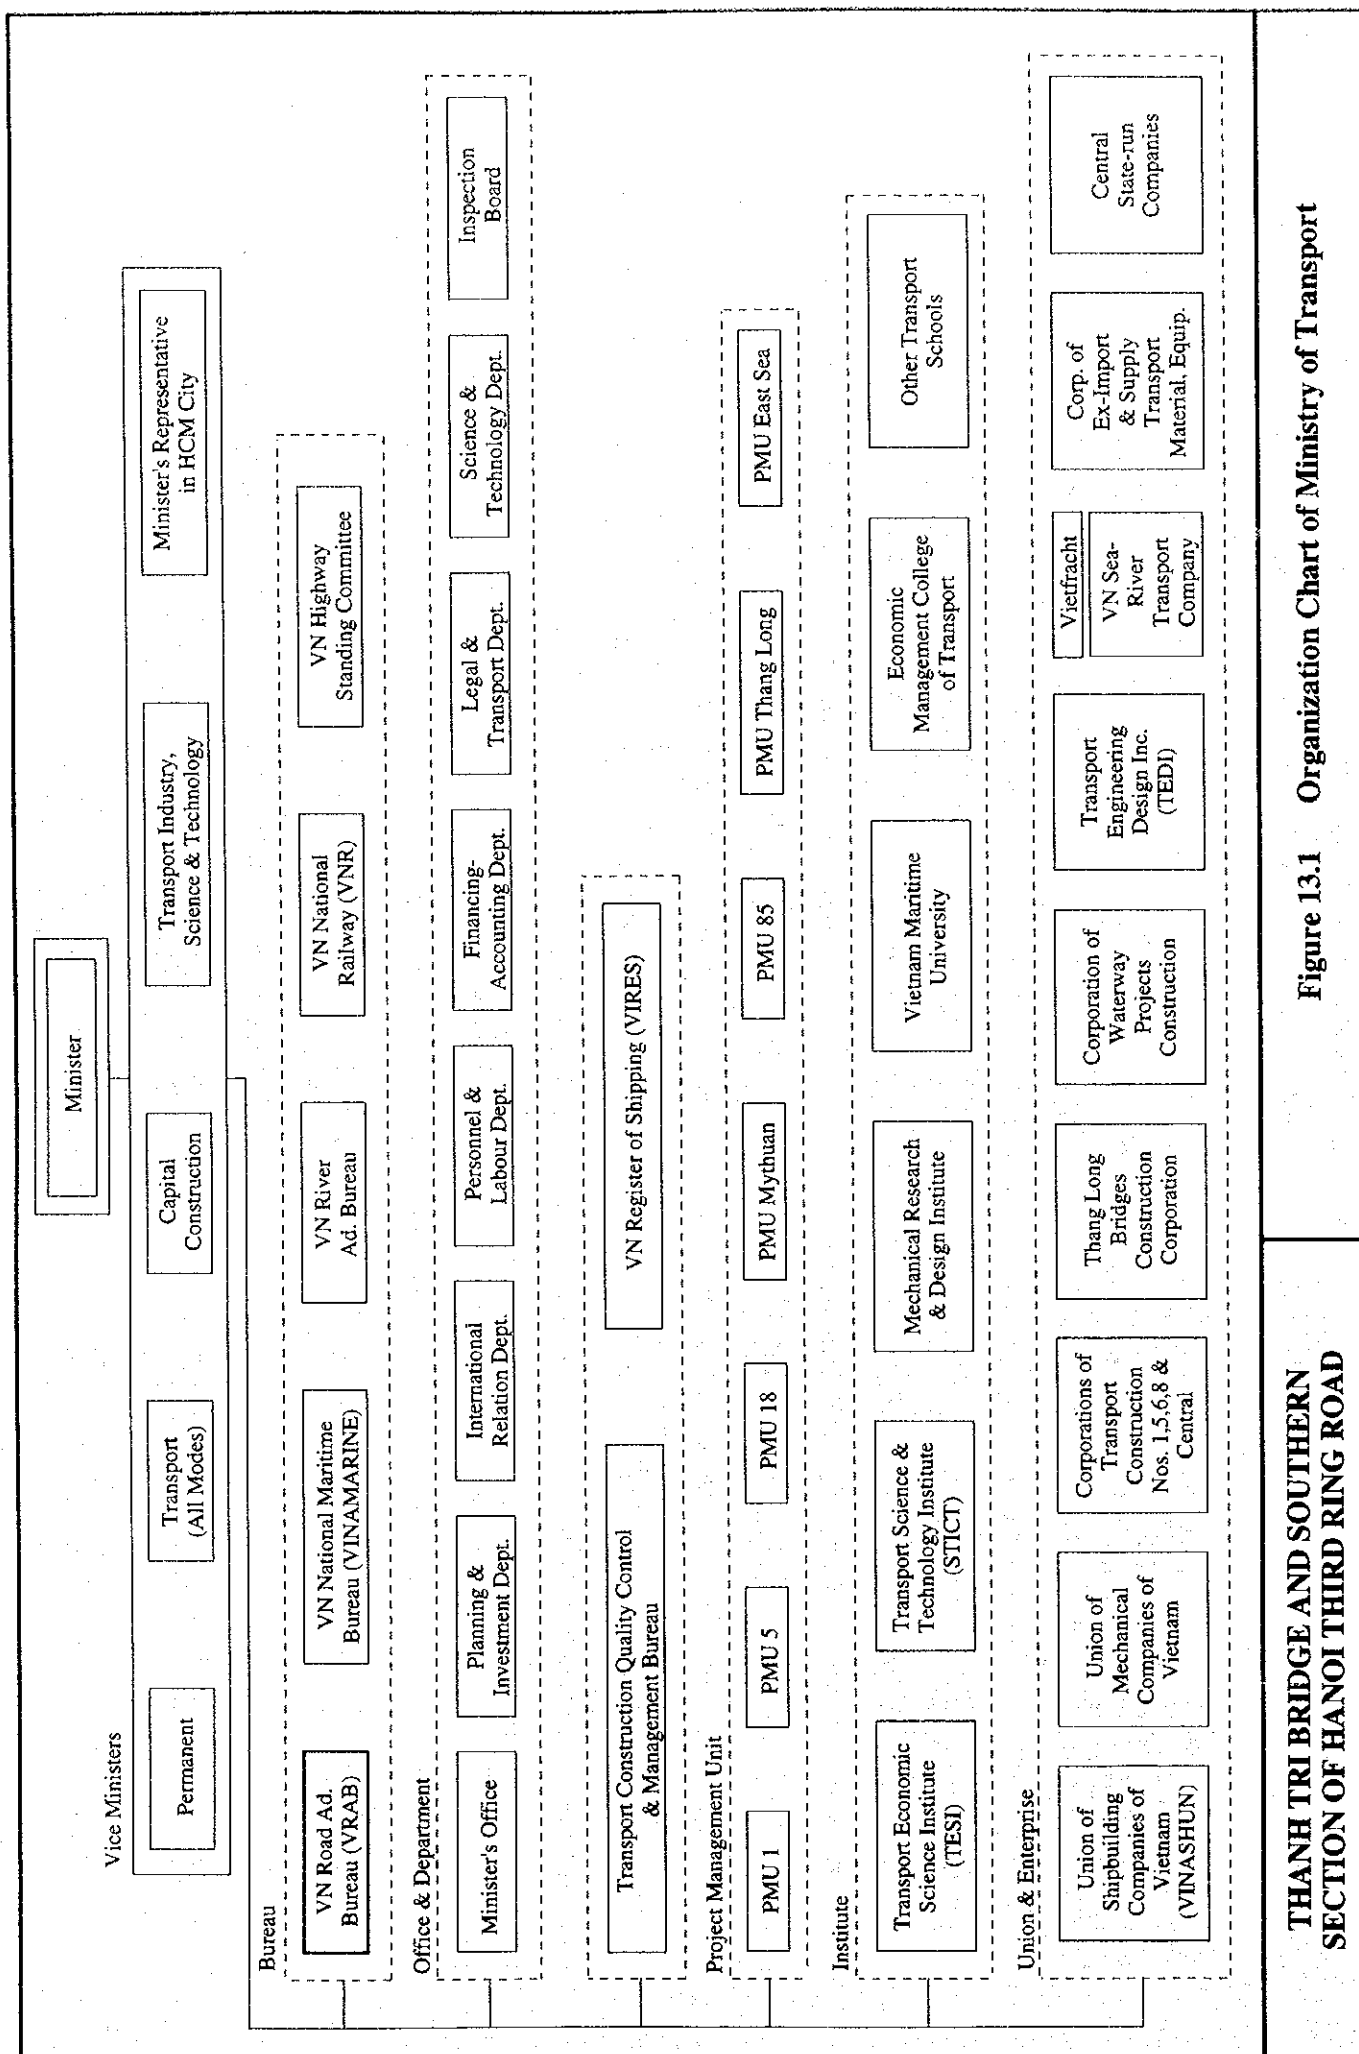 Minister
Vice Ministers
Permanent
Transport
(All Modes)
Capital
Construction
Transport Industry,
Science & Technology
Minister's Representative
in HCM City
Bureau
VN Road Ad.
Bureau (VRAB)
VN National Maritime
Bureau (VINAMARINE)
VN River
Ad. Bureau
VN National
Railway (VNR)
VN Highway
Standing Committee
Office & Department
Minister's Office
Planning &
Investment Dept.
International
Relation Dept.
Personnel &
Labour Dept.
Financing-
Accounting Dept.
Legal &
Transport Dept.
Science &
Technology Dept.
Inspection
Board
Transport Construction Quality Control
& Management Bureau
VN Register of Shipping (VIRES)
Project Management Unit
PMU 1
PMU 5
PMU 18
PMU Mythuan
PMU 85
PMU Thang Long
PMU East Sea
Institute
Transport Economic
Science Institute
(TESI)
Transport Science &
Technology Institute
(STICT)
Mechanical Research
& Design Institute
Vietnam Maritime
University
Economic
Management College
of Transport
Other Transport
Schools
Union & Enterprise
Union of
Shipbuilding
Companies of
Vietnam
(VINASHUN)
Union of
Mechanical
Companies of
Vietnam
Corporations of
Transport
Construction
Nos. 1,5,6,8 &
Central
Thang Long
Bridges
Construction
Corporation
Corporation of
Waterway
Projects
Construction
Transport
Engineering
Design Inc.
(TEDI)
Vietfracht
VN Sea-
River
Transport
Company
Corp. of
Ex-Import
& Supply
Transport
Material, Equip.
Central
State-run
Companies
THANH TRI BRIDGE AND SOUTHERN
SECTION OF HANOI THIRD RING ROAD
Figure 13.1 Organization Chart of Ministry of Transport